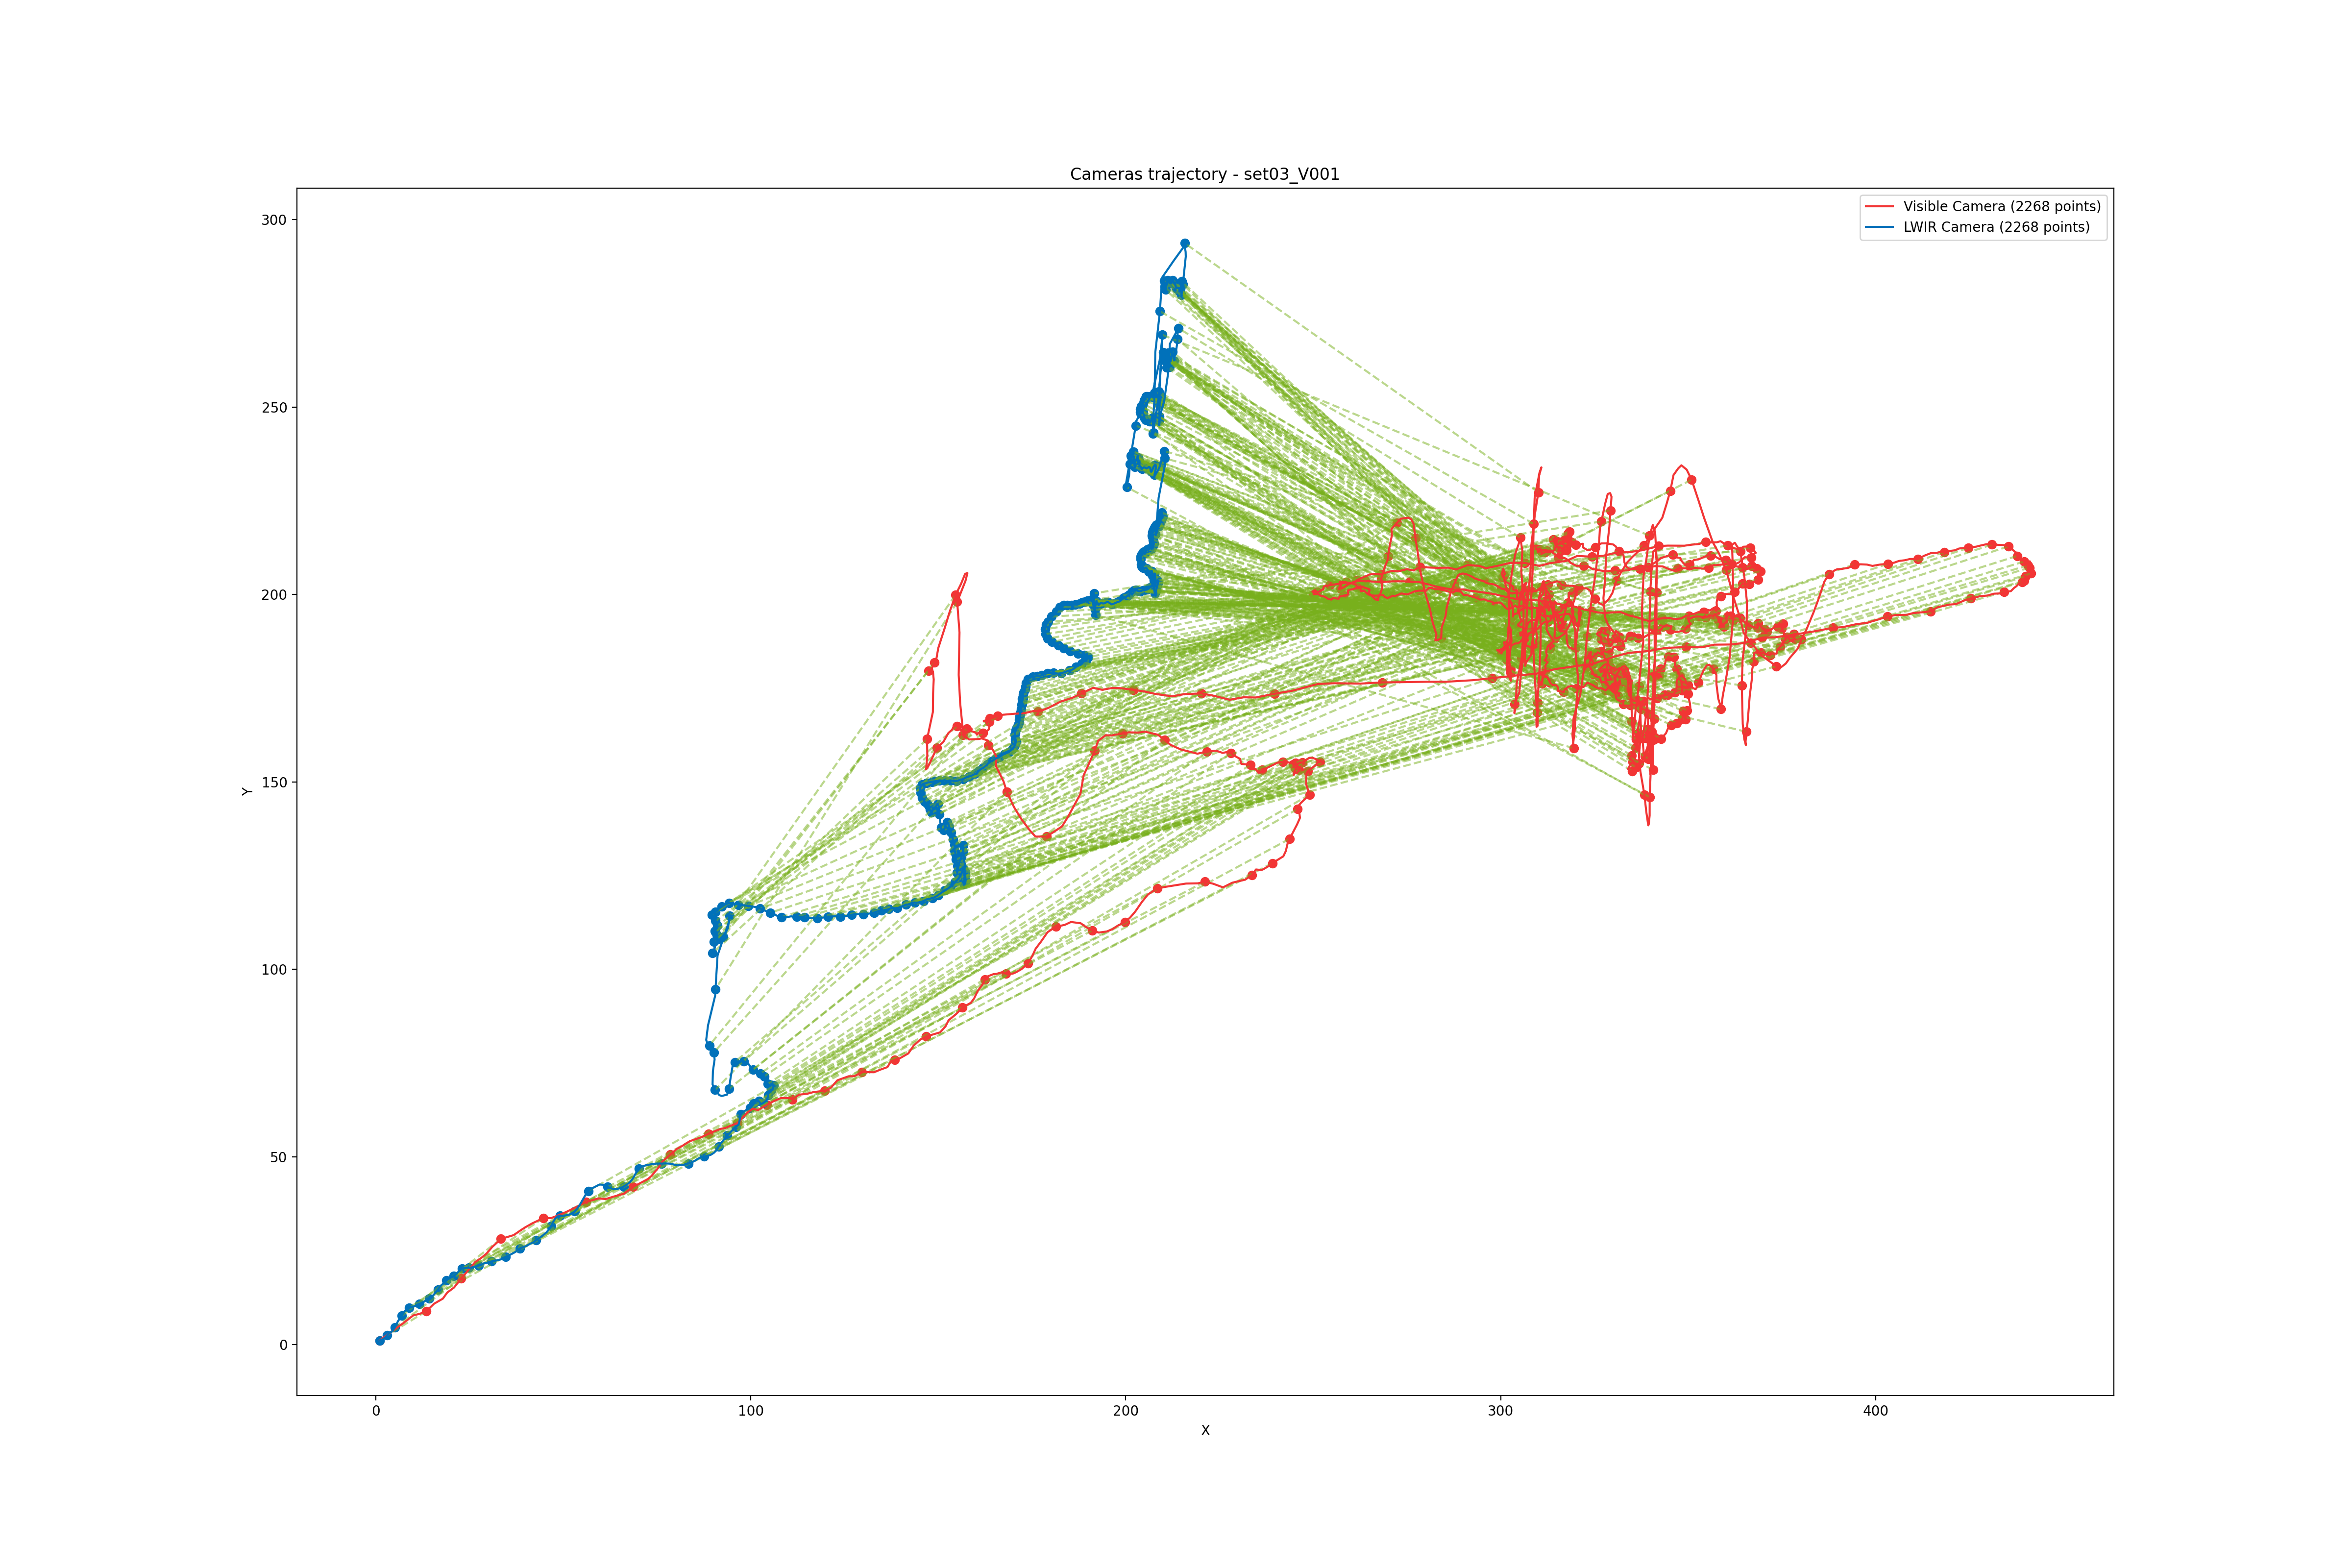 Cameras trajectory - set03_V001
Visible Camera (2268 points)
LWIR Camera (2268 points)
300
250
200
150
100
50
0
Y
0 100 200 300 400
X